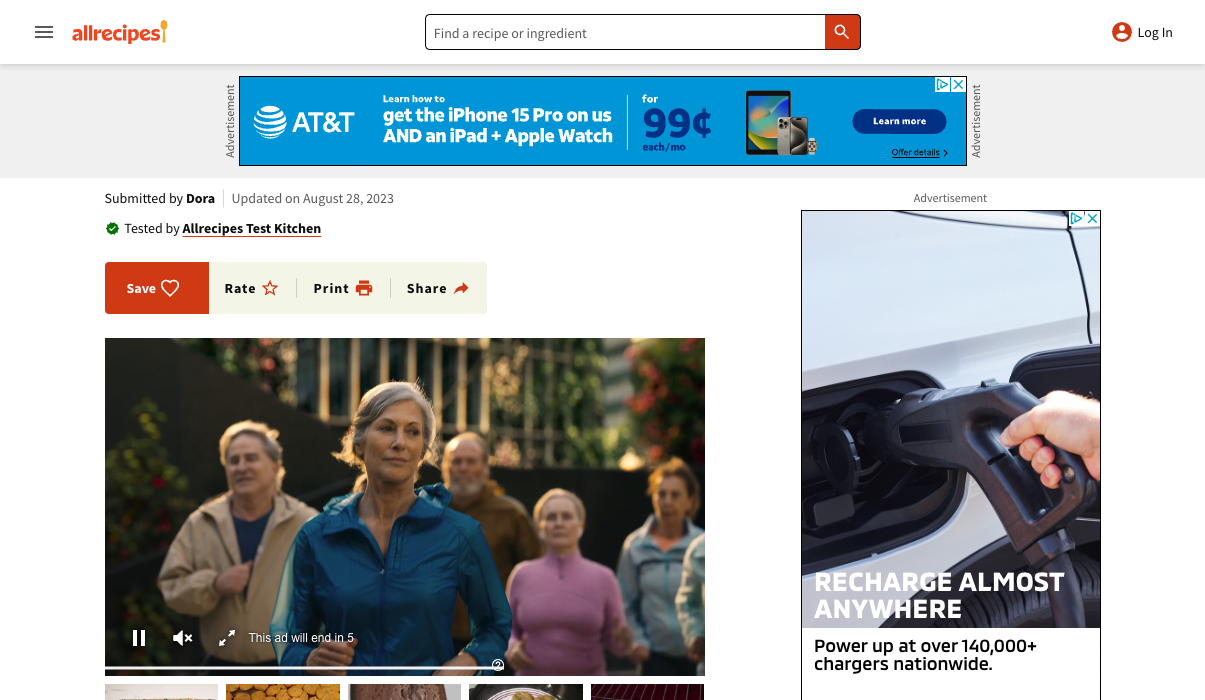 allrecipes
Find a recipe or ingredient
Log In
Advertisement
AT&T
Learn how to
get the iPhone 15 Pro on us
AND an iPad + Apple Watch
for
99¢
each/mo
Learn more
Offer details
Advertisement
Submitted by Dora
Updated on August 28, 2023
Tested by Allrecipes Test Kitchen
Save
Rate
Print
Share
This ad will end in 5
Advertisement
RECHARGE ALMOST
ANYWHERE
Power up at over 140,000+
chargers nationwide.